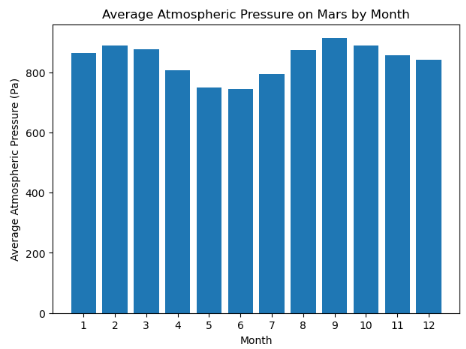 Average Atmospheric Pressure on Mars by Month
Average Atmospheric Pressure (Pa)
800
600
400
200
0
1 2 3 4 5 6 7 8 9 10 11 12
Month